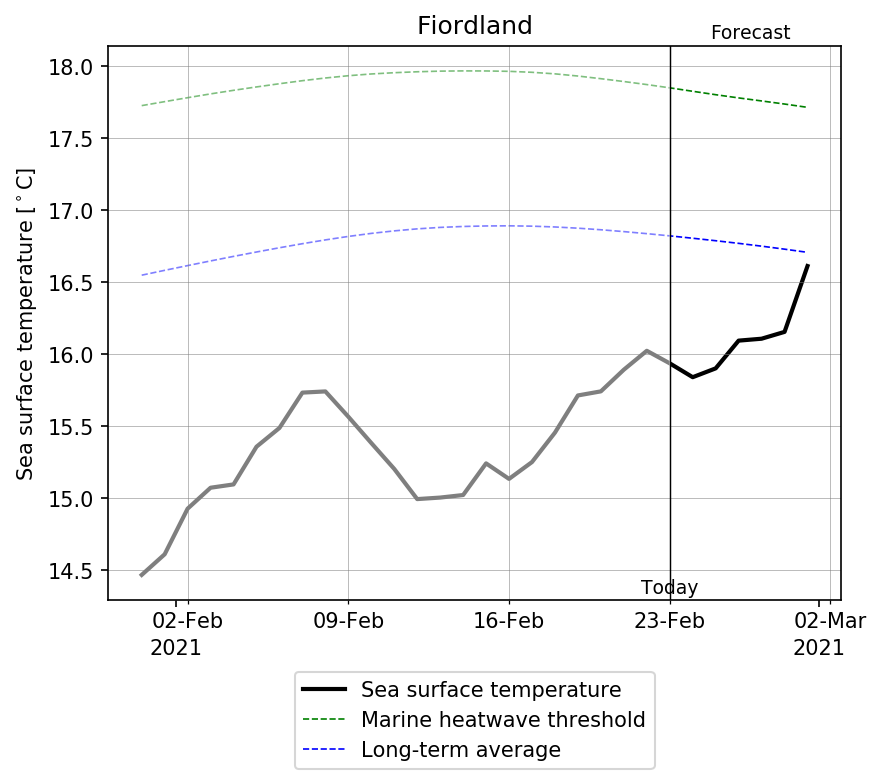 Fiordland
Forecast
Sea surface temperature [°C]
18.0
17.5
17.0
16.5
16.0
15.5
15.0
14.5
Today
02-Feb 09-Feb 16-Feb 23-Feb 02-Mar
2021 2021
Sea surface temperature
Marine heatwave threshold
Long-term average